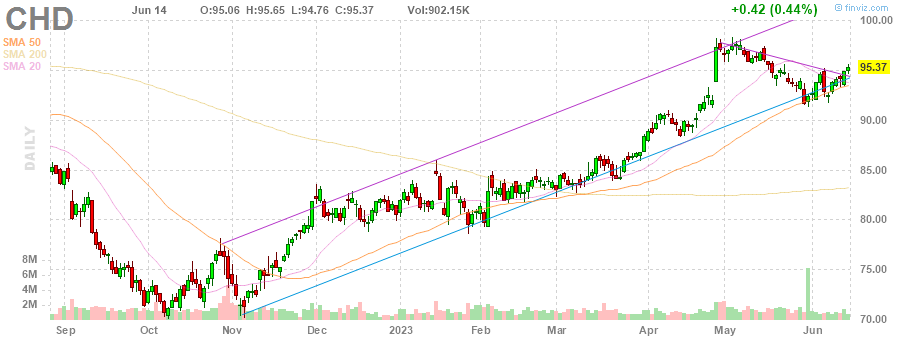 CHD Jun 14 O:95.06 H:95.65 L:94.76 C:95.37 Vol:902.15K +0.42 (0.44%) © finviz.com
SMA 50
SMA 200
SMA 20
DAILY
100.00
95.37
90.00
85.00
80.00
75.00
70.00
8M
6M
4M
2M
Sep Oct Nov Dec 2023 Feb Mar Apr May Jun